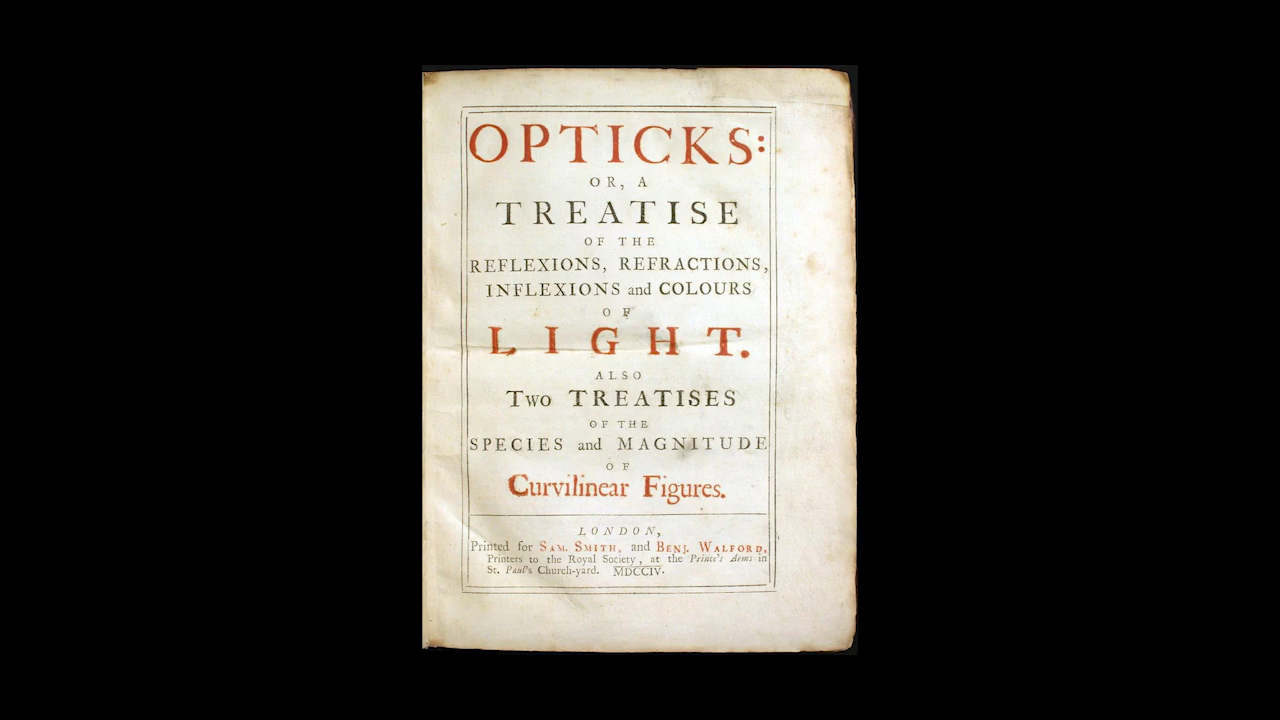 OPTICKS:
OR, A
TREATISE
OF THE
REFLEXIONS, REFRACTIONS,
INFLEXIONS and COLOURS
OF
LIGHT.
ALSO
Two TREATISES
OF THE
SPECIES and MAGNITUDE
OF
Curvilinear Figures.
LONDON,
Printed for SAM. SMITH, and BENJ. WALFORD,
Printers to the Royal Society, at the Prince's Arms in
St. Paul's Church-yard. MDCCIV.